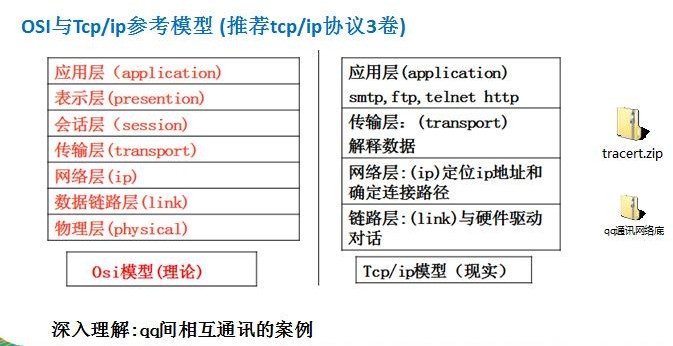 OSI与Tcp/ip参考模型 (推荐tcp/ip协议3卷)
应用层（application)
表示层(presention)
会话层（session)
传输层(transport)
网络层(ip)
数据链路层(link)
物理层(physical)
Osi模型(理论)
应用层(application)
smtp,ftp,telnet http
传输层：(transport)
解释数据
网络层:(ip)定位ip地址和
确定连接路径
链路层:(link)与硬件驱动
对话
Tcp/ip模型（现实）
tracert.zip
qq通讯网络底
深入理解:qq间相互通讯的案例